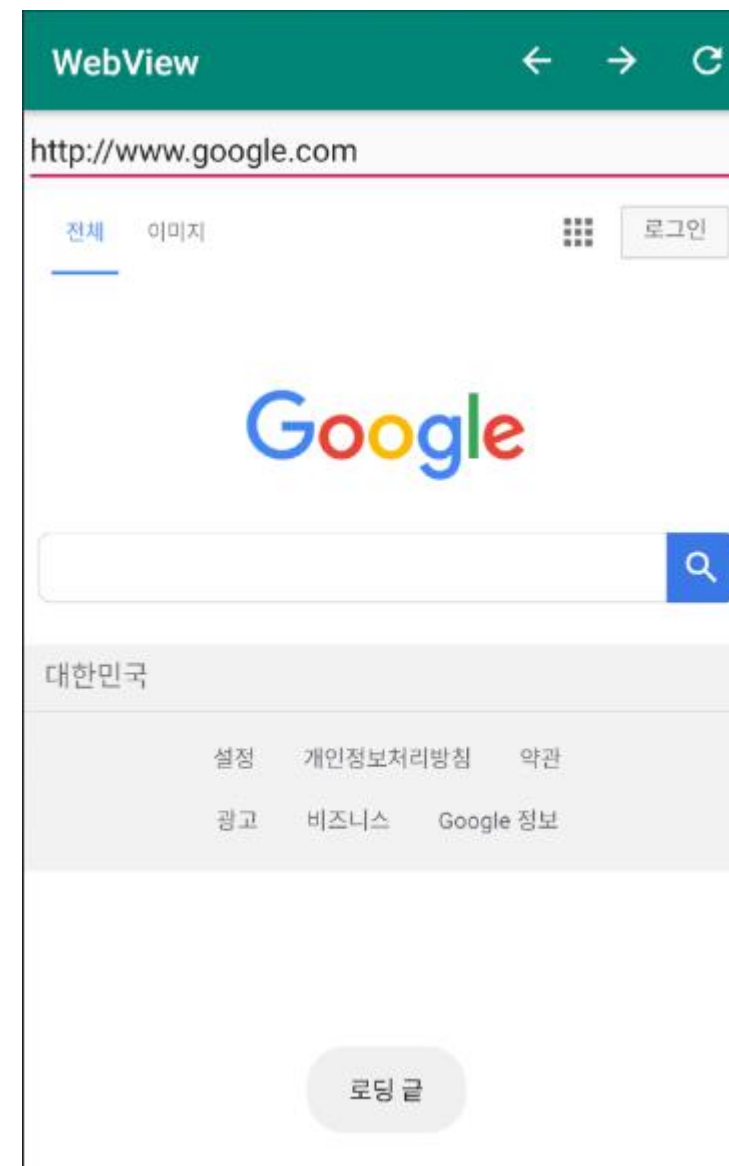 WebView
http://www.google.com
전체 이미지 로그인
Google
대한민국
설정 개인정보처리방침 약관
광고 비즈니스 Google 정보
로딩 끝